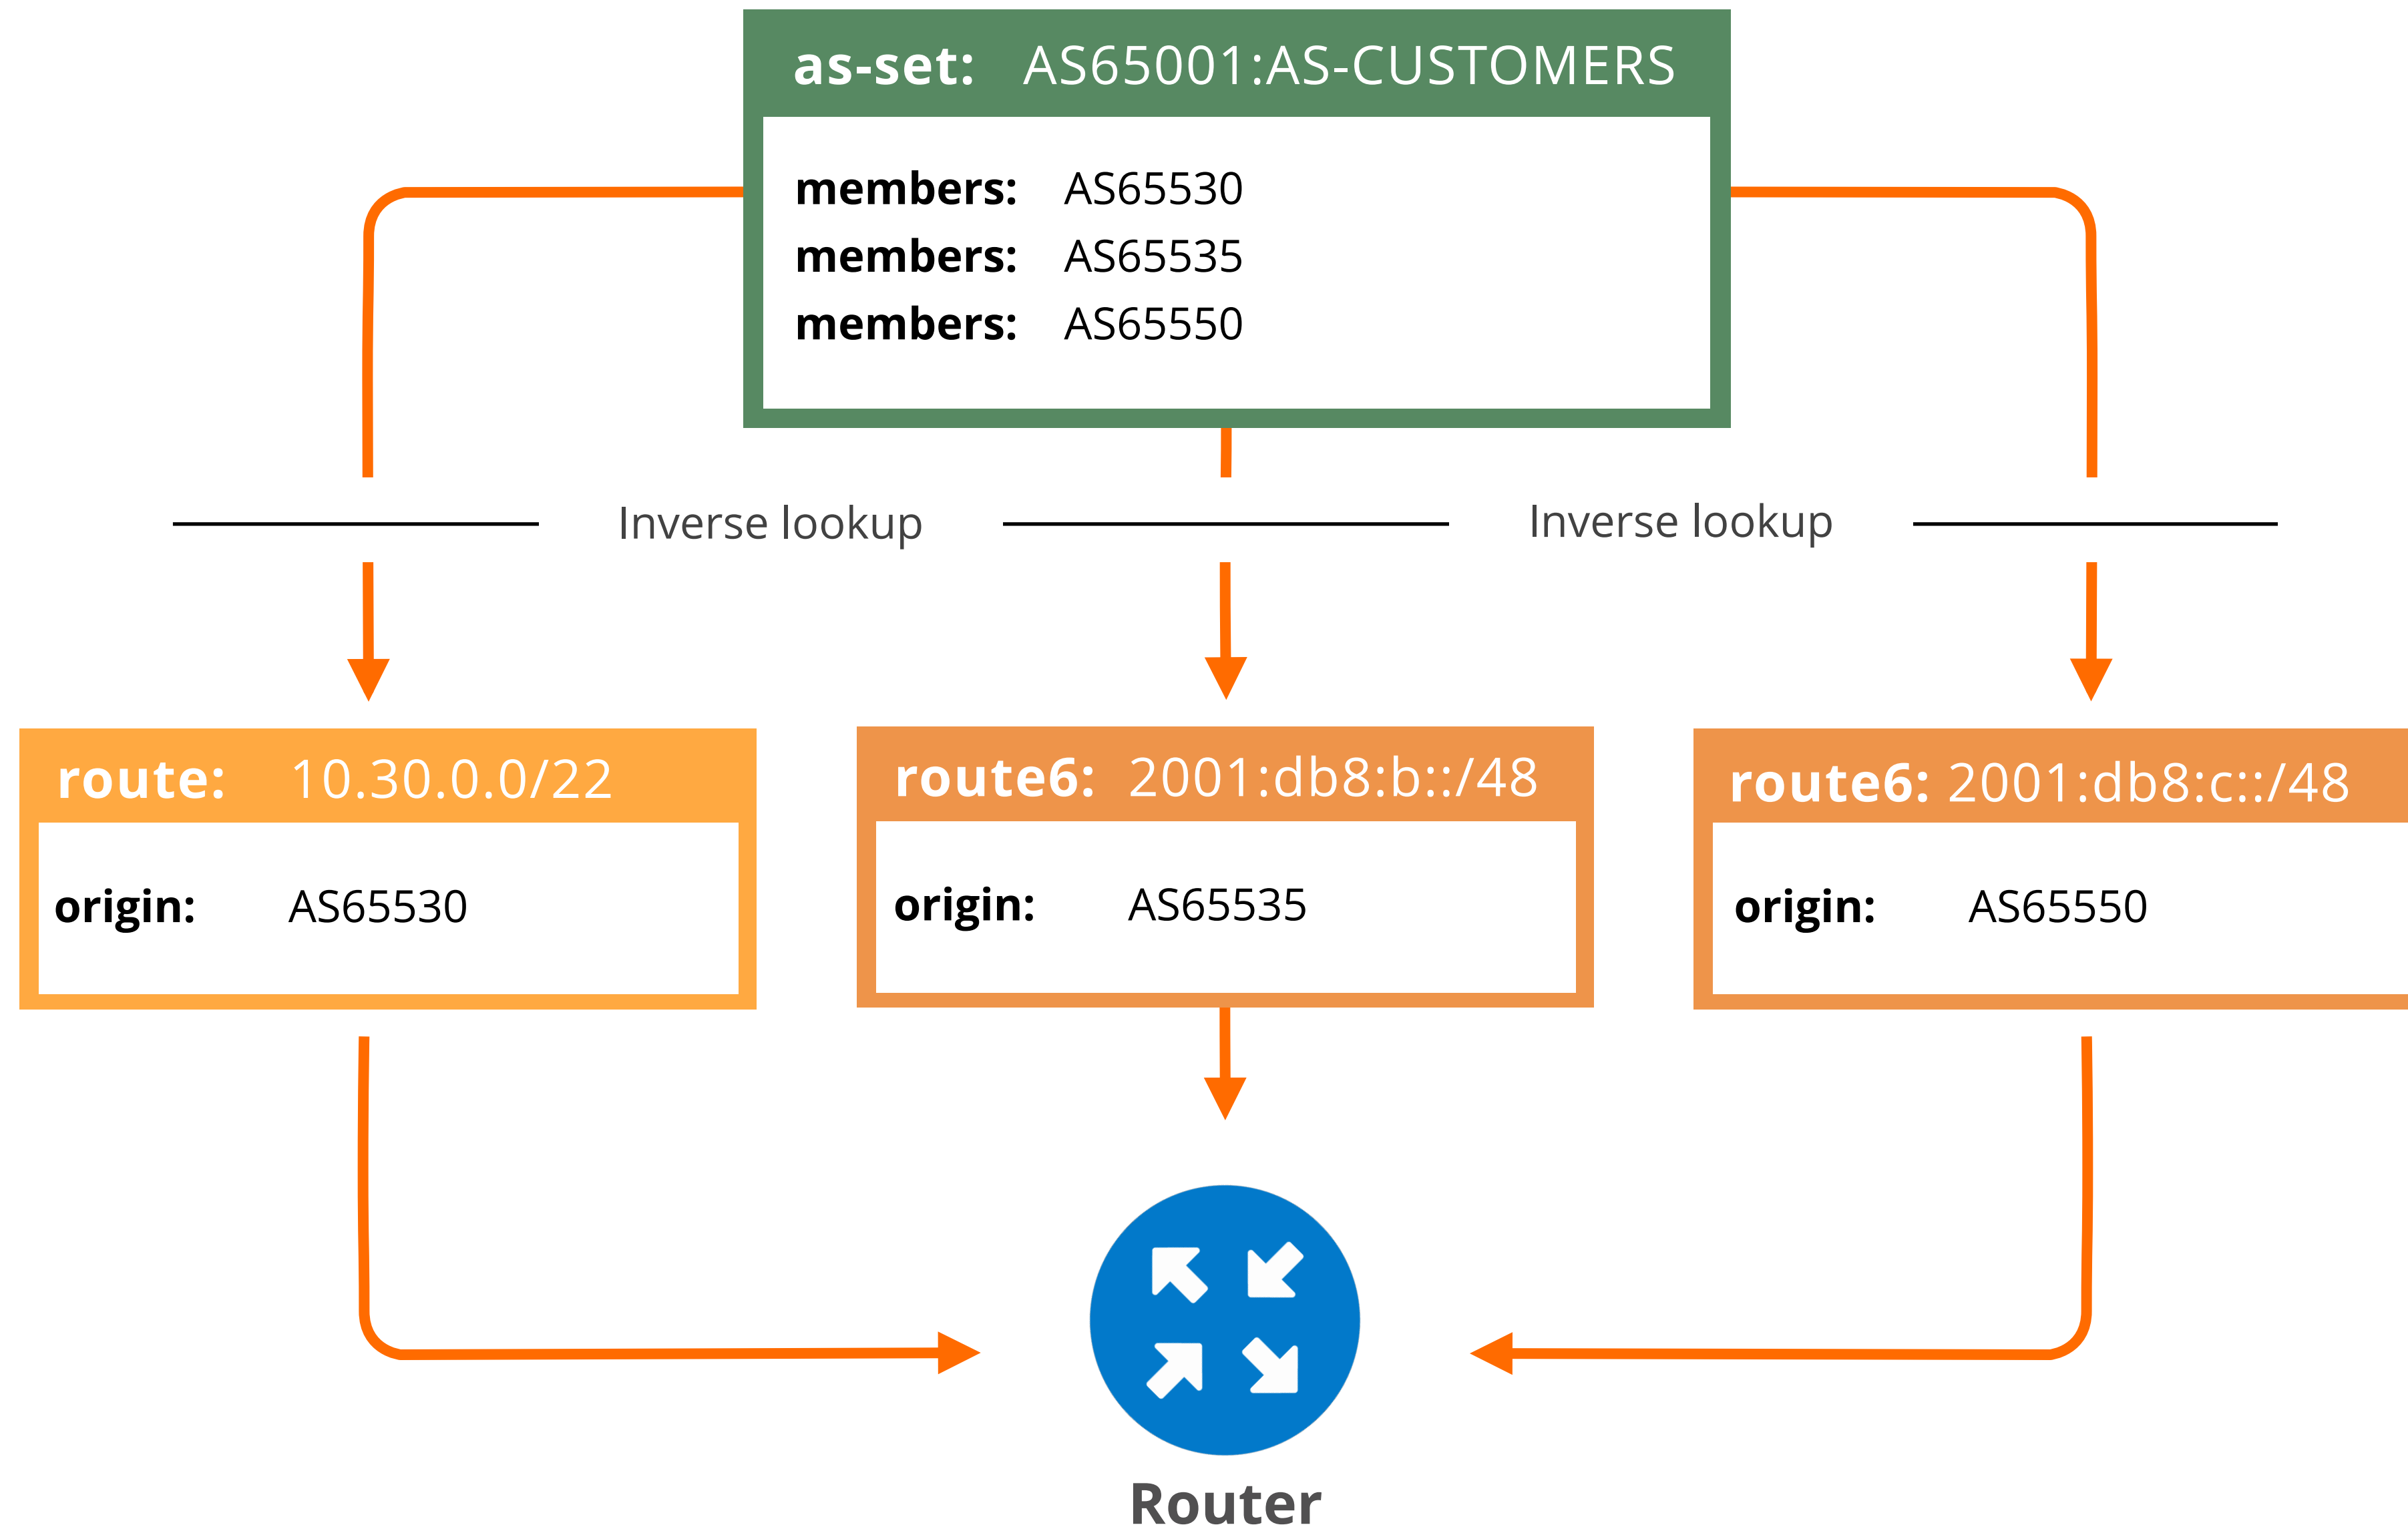 as-set: AS65001:AS-CUSTOMERS
members: AS65530
members: AS65535
members: AS65550
Inverse lookup
Inverse lookup
route: 10.30.0.0/22
origin: AS65530
route6: 2001:db8:b::/48
origin: AS65535
route6: 2001:db8:c::/48
origin: AS65550
Router